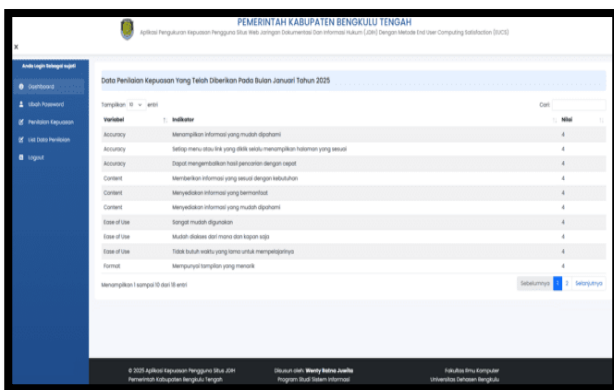 PEMERINTAH KABUPATEN BENGKULU TENGAH
Aplikasi Pengukuran Kepuasan Pengguna Situs Web Jaringan Dokumentasi Dan Informasi Hukum (JDIH) Dengan Metode End User Computing Satisfaction (EUCS)
x
Anda Login Sebagai sujati
Dashboard
Ubah Password
Penilaian Kepuasan
List Data Penilaian
Logout
Data Penilaian Kepuasan Yang Telah Diberikan Pada Bulan Januari Tahun 2025
Tampilkan 10 entri
Cari
Variabel Indikator Nilai
Accuracy Menampilkan informasi yang mudah dipahami 4
Accuracy Setiap menu atau link yang diklik selalu menampilkan halaman yang sesuai 4
Accuracy Dapat mengembalikan hasil pencarian dengan cepat 4
Content Memberikan informasi yang sesuai dengan kebutuhan 4
Content Menyediakan informasi yang bermanfaat 4
Content Menyediakan informasi yang mudah dipahami 4
Ease of Use Sangat mudah digunakan 4
Ease of Use Mudah diakses dari mana dan kapan saja 4
Ease of Use Tidak butuh waktu yang lama untuk mempelajarinya 4
Format Mempunyai tampilan yang menarik 4
Menampilkan 1 sampai 10 dari 18 entri
Sebelumnya 1 2 Selanjutnya
© 2025 Aplikasi Kepuasan Pengguna Situs JDIH
Pemerintah Kabupaten Bengkulu Tengah
Disusun oleh: Wenty Ratna Juwita
Program Studi Sistem Informasi
Fakultas Ilmu Komputer
Universitas Dehasen Bengkulu